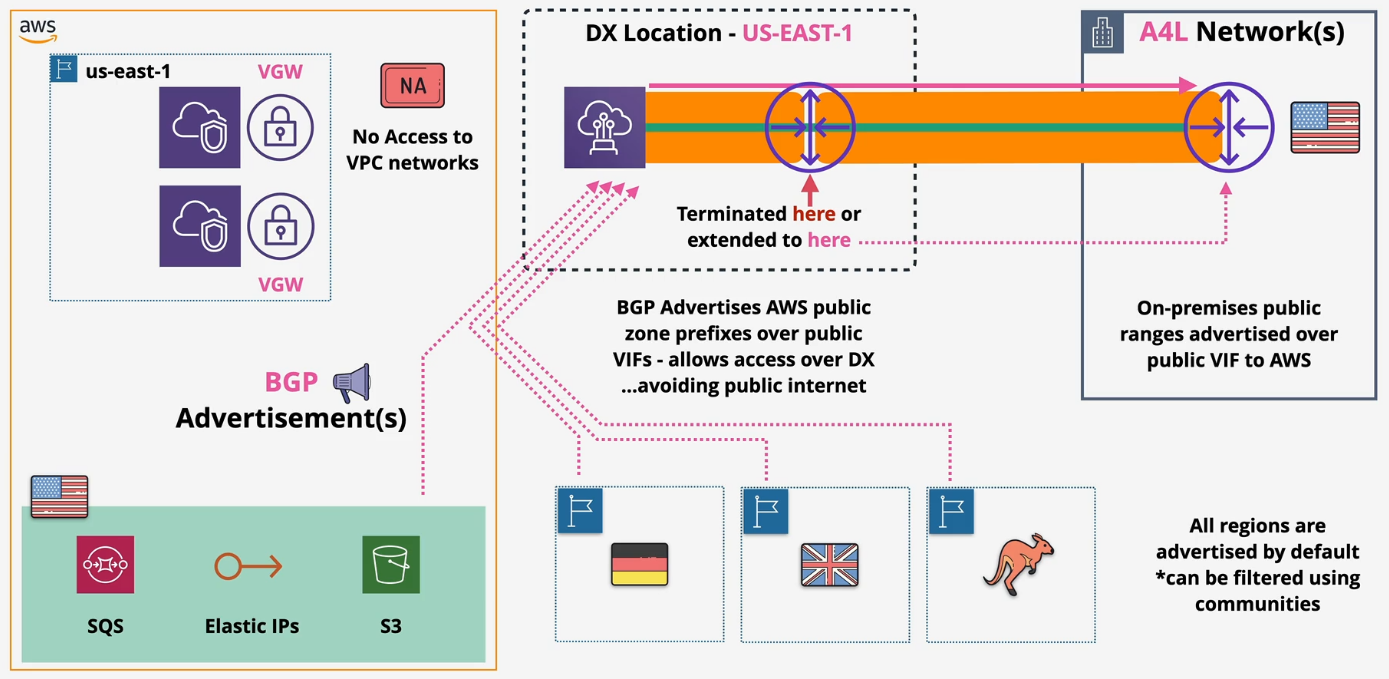 aws
us-east-1
VGW
VGW
NA
No Access to
VPC networks
BGP
Advertisement(s)
SQS
Elastic IPs
S3
DX Location - US-EAST-1
Terminated here or
extended to here
BGP Advertises AWS public
zone prefixes over public
VIFs - allows access over DX
...avoiding public internet
A4L Network(s)
On-premises public
ranges advertised over
public VIF to AWS
All regions are
advertised by default
*can be filtered using
communities